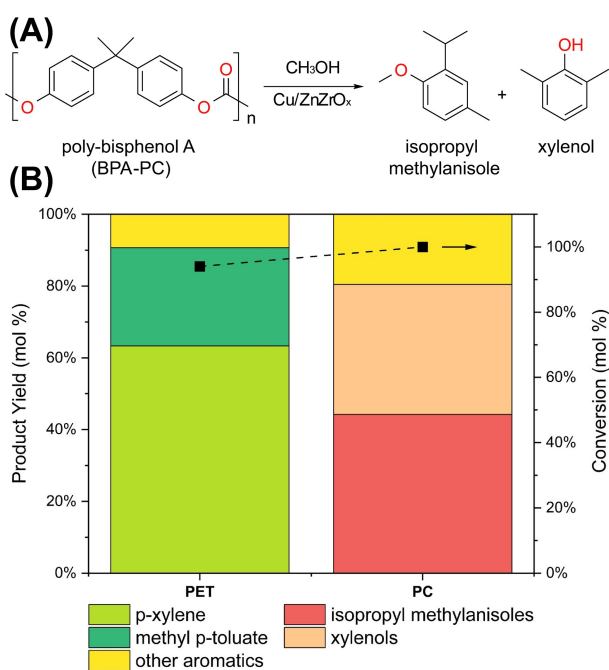 (A)
O
O
O
n
CH₃OH
Cu/ZnZrOₓ
O
+
OH
poly-bisphenol A
(BPA-PC)
isopropyl
methylanisole
xylenol
(B)
Product Yield (mol %)
100%
80%
60%
40%
20%
0%
100%
80%
60%
40%
20%
0%
Conversion (mol %)
PET
PC
p-xylene
methyl p-toluate
other aromatics
isopropyl methylanisoles
xylenols